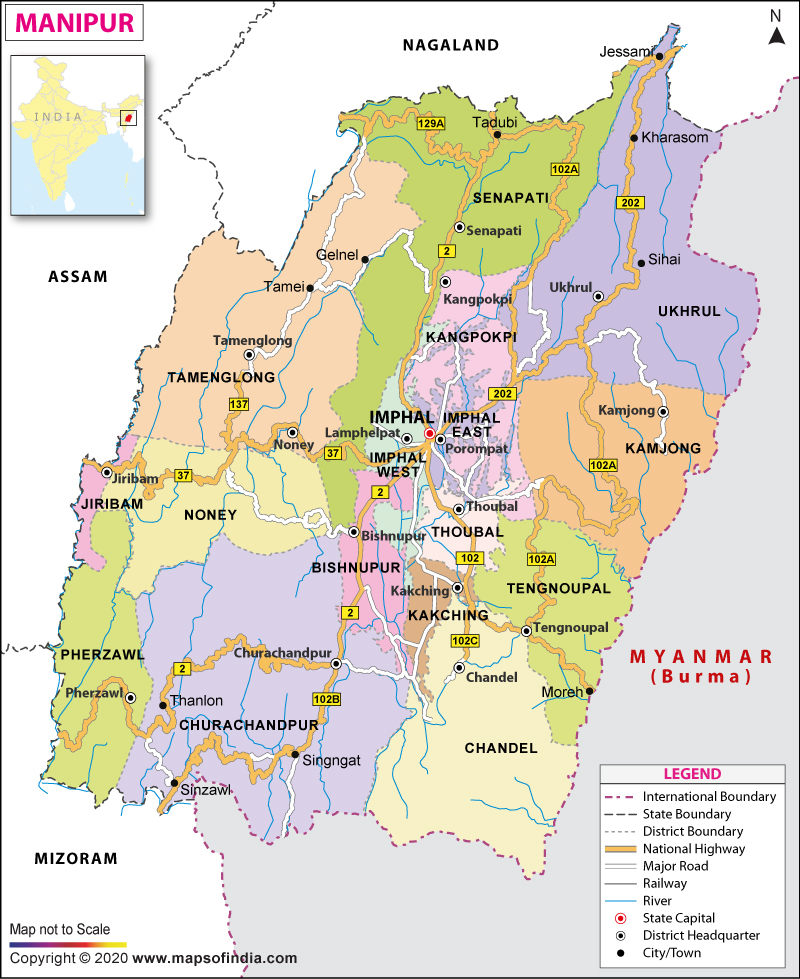 MANIPUR
N
INDIA
NAGALAND
Jessami
129A
Tadubi
Kharasom
102A
SENAPATI
202
Senapati
2
Gelnel
Sihai
ASSAM
Tamei
Kangpokpi
Ukhrul
UKHRUL
KANGPOKPI
Tamenglong
TAMENGLONG
202
137
IMPHAL
IMPHAL
EAST
Kamjong
Lamphelpat
Noney
Porompat
KAMJONG
37
IMPHAL
WEST
102A
Jiribam
37
2
JIRIBAM
NONEY
Thoubal
Bishnupur
THOUBAL
BISHNUPUR
102
102A
Kakching
TENGNOUPAL
KAKCHING
2
Tengnoupal
102C
PHERZAWL
Churachandpur
MYANMAR
(Burma)
2
Chandel
Pherzawl
Thanlon
102B
Moreh
CHURACHANDPUR
CHANDEL
Singngat
Sinzawl
MIZORAM
LEGEND
International Boundary
State Boundary
District Boundary
National Highway
Major Road
Railway
River
State Capital
District Headquarter
City/Town
Map not to Scale
Copyright © 2020 www.mapsofindia.com